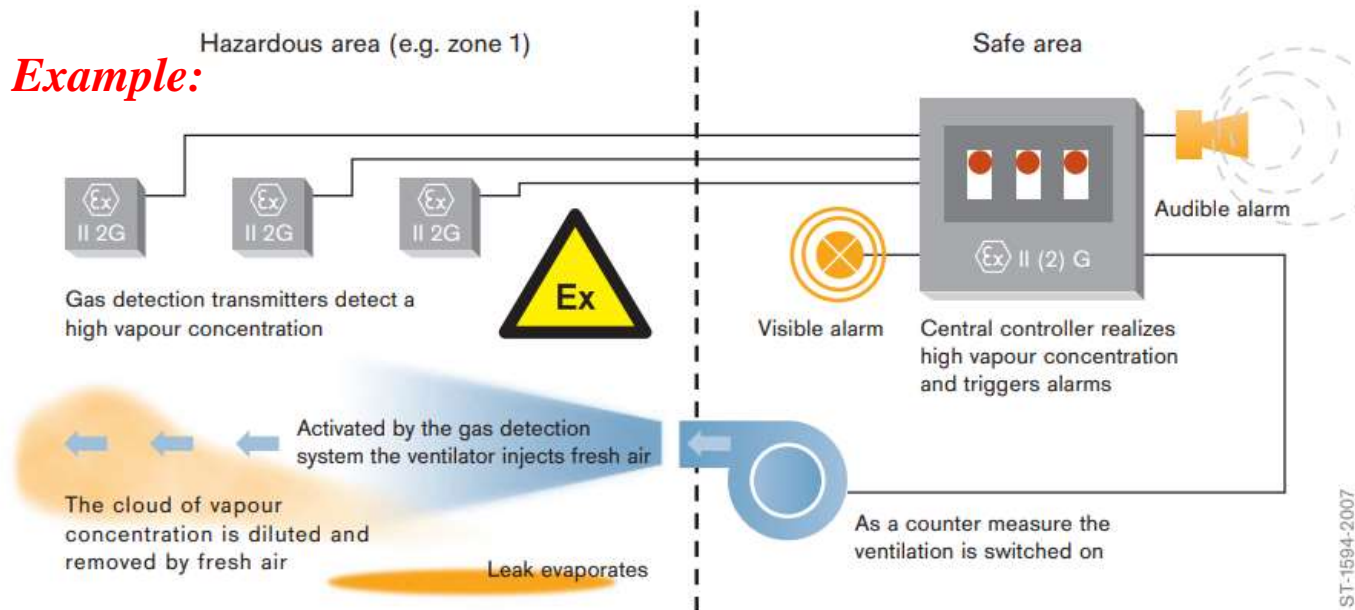 Hazardous area (e.g. zone 1)
Safe area
Example:
Ex
II 2G
Ex
II 2G
Ex
II 2G
Gas detection transmitters detect a
high vapour concentration
Ex
Ex II (2) G
Audible alarm
Visible alarm
Central controller realizes
high vapour concentration
and triggers alarms
Activated by the gas detection
system the ventilator injects fresh air
The cloud of vapour
concentration is diluted and
removed by fresh air
Leak evaporates
As a counter measure the
ventilation is switched on
ST-1594-2007